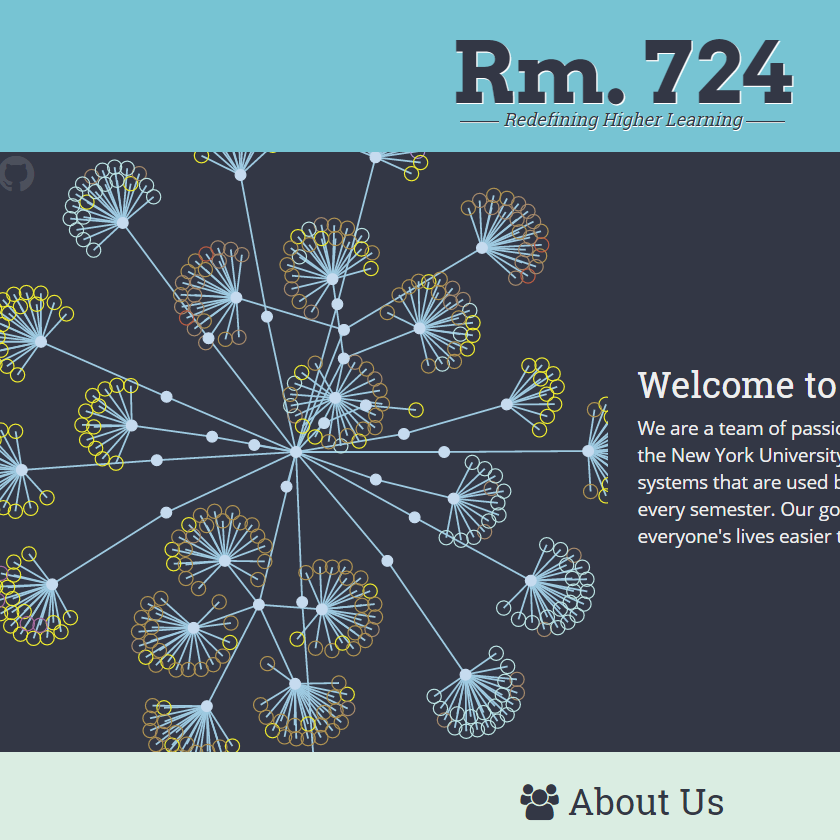 Rm. 724
Redefining Higher Learning
Welcome to
We are a team of passi
the New York University
systems that are used b
every semester. Our go
everyone's lives easier t
About Us